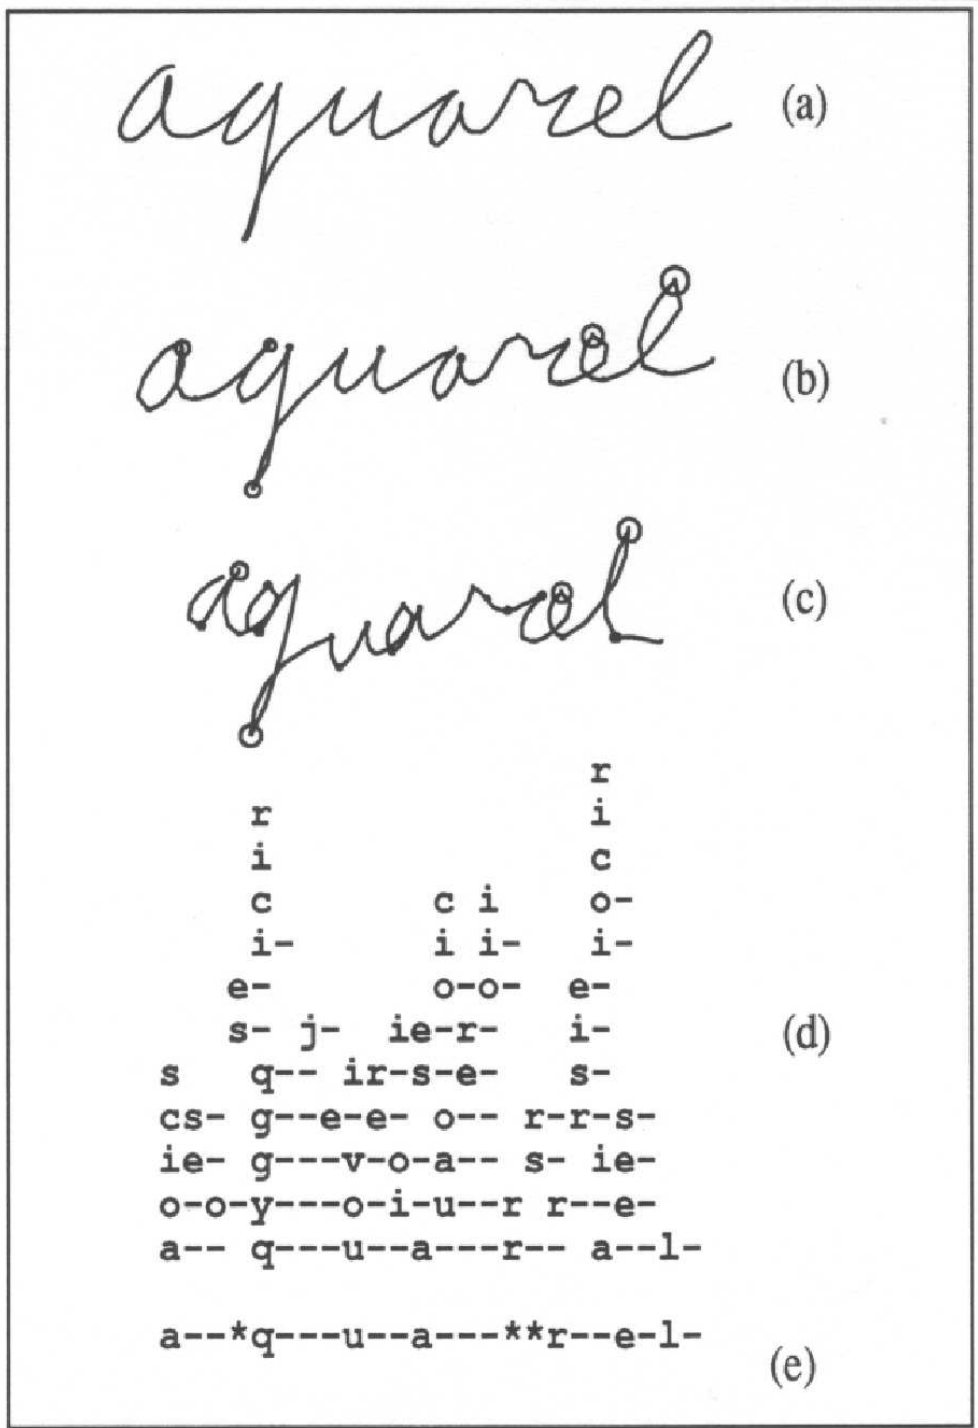 aquarel (a)
aquarel (b)
aquarel (c)
r
r i
i c
c c i o-
i- i i- i-
e- o-o- e-
s- j- ie-r- i- (d)
s q-- ir-s-e- s-
cs- g--e-e- o-- r-r-s-
ie- g---v-o-a-- s- ie-
o-o-y---o-i-u--r r--e-
a-- q---u--a---r-- a--l-
a--*q---u--a---**r--e-l-
(e)